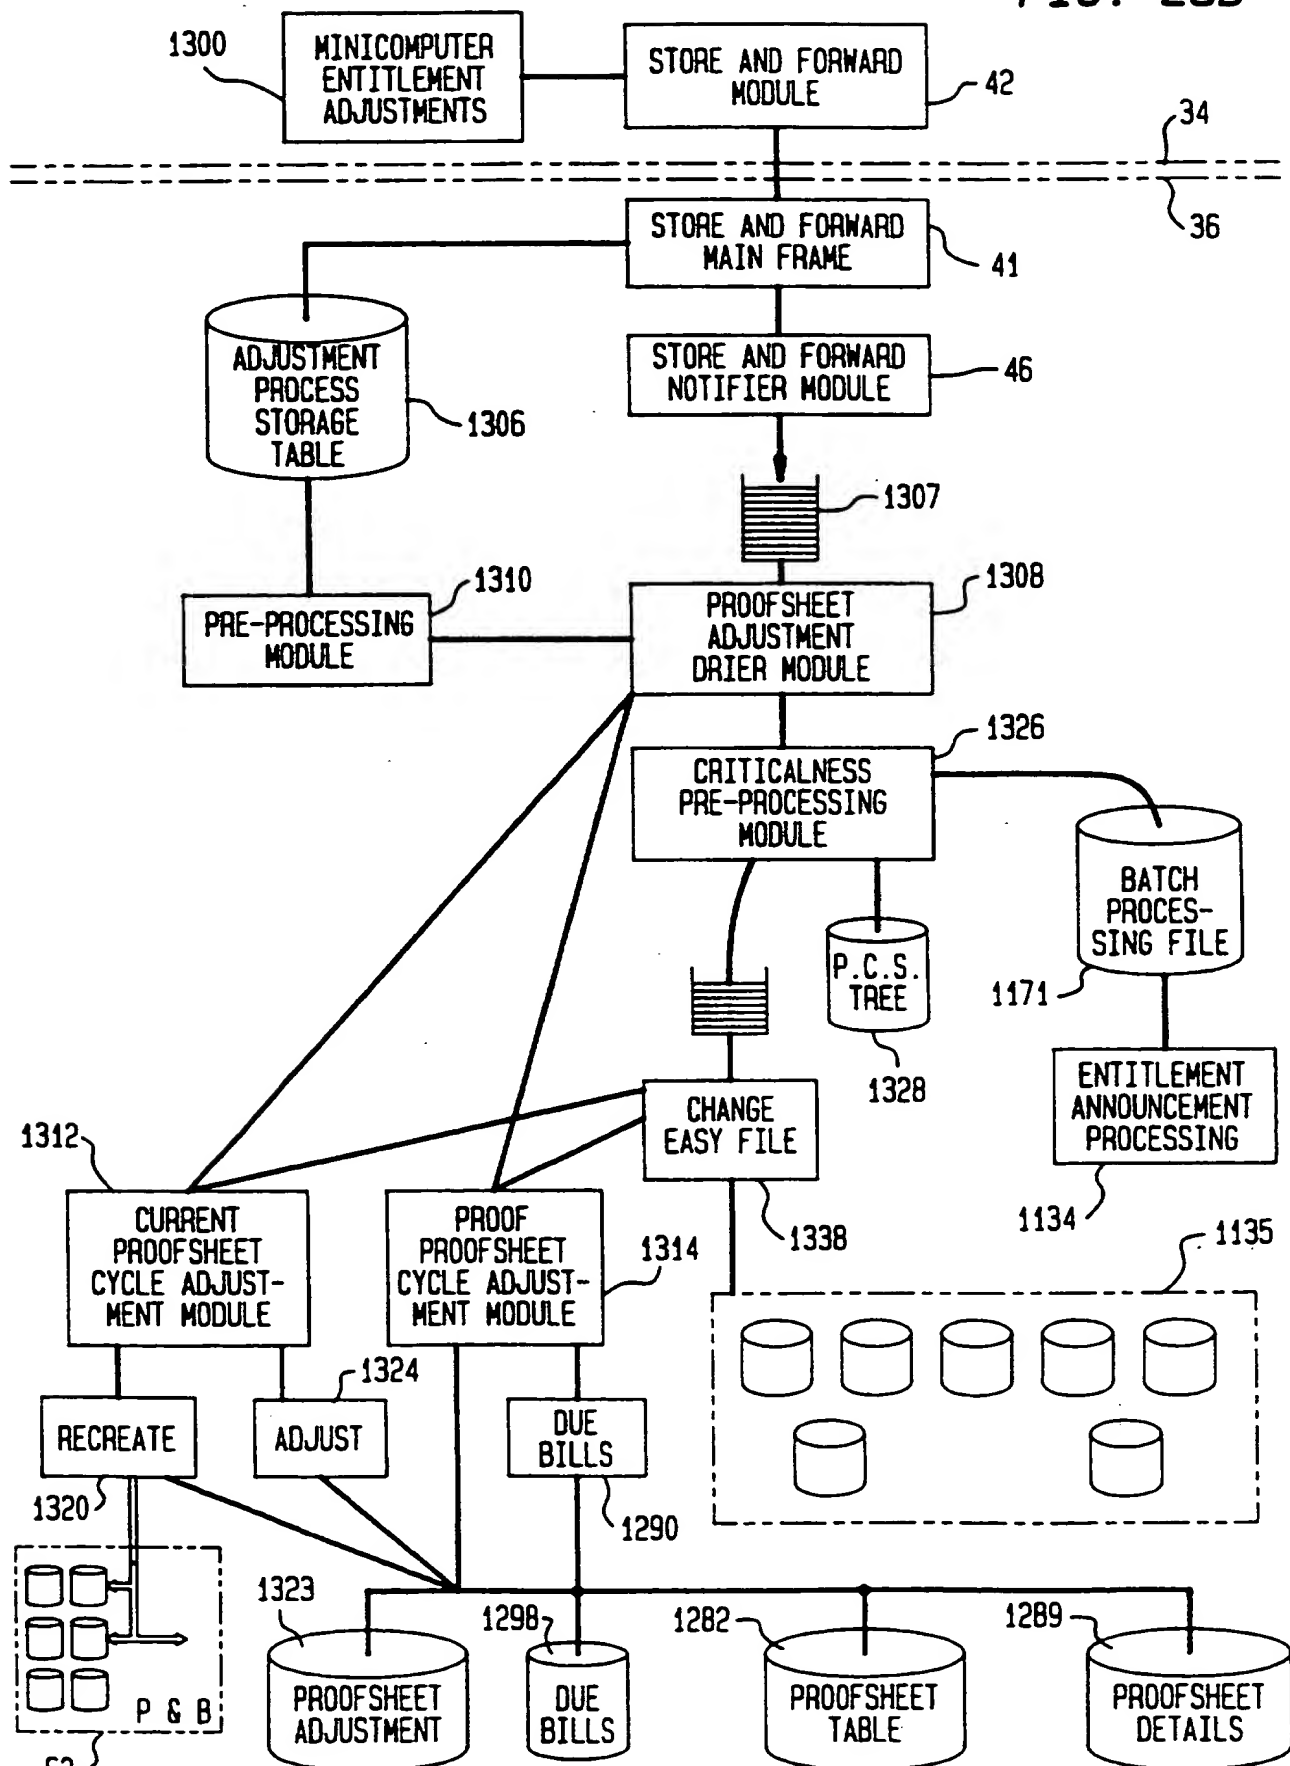 1300
MINICOMPUTER
ENTITLEMENT
ADJUSTMENTS
STORE AND FORWARD
MODULE
42
34
36
STORE AND FORWARD
MAIN FRAME
41
ADJUSTMENT
PROCESS
STORAGE
TABLE
1306
STORE AND FORWARD
NOTIFIER MODULE
46
1307
1310
PRE-PROCESSING
MODULE
1308
PROOFSHEET
ADJUSTMENT
DRIER MODULE
1326
CRITICALNESS
PRE-PROCESSING
MODULE
BATCH
PROCES-
SING FILE
1171
P.C.S.
TREE
1328
ENTITLEMENT
ANNOUNCEMENT
PROCESSING
1134
CHANGE
EASY FILE
1338
1312
CURRENT
PROOFSHEET
CYCLE ADJUST-
MENT MODULE
PROOF
PROOFSHEET
CYCLE ADJUST-
MENT MODULE
1314
1135
1324
RECREATE
ADJUST
DUE
BILLS
1320
1290
P & B
1323
PROOFSHEET
ADJUSTMENT
1298
DUE
BILLS
1282
PROOFSHEET
TABLE
1289
PROOFSHEET
DETAILS